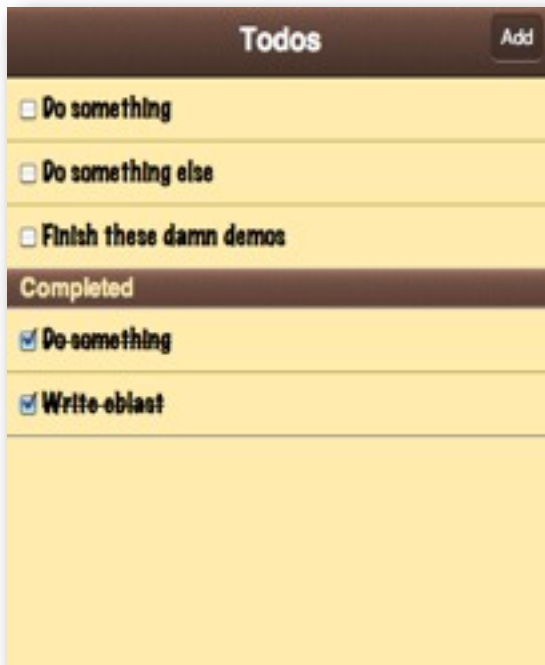 Todos
Add
Do something
Do something else
Finish these damn demos
Completed
Do something
Write eblast